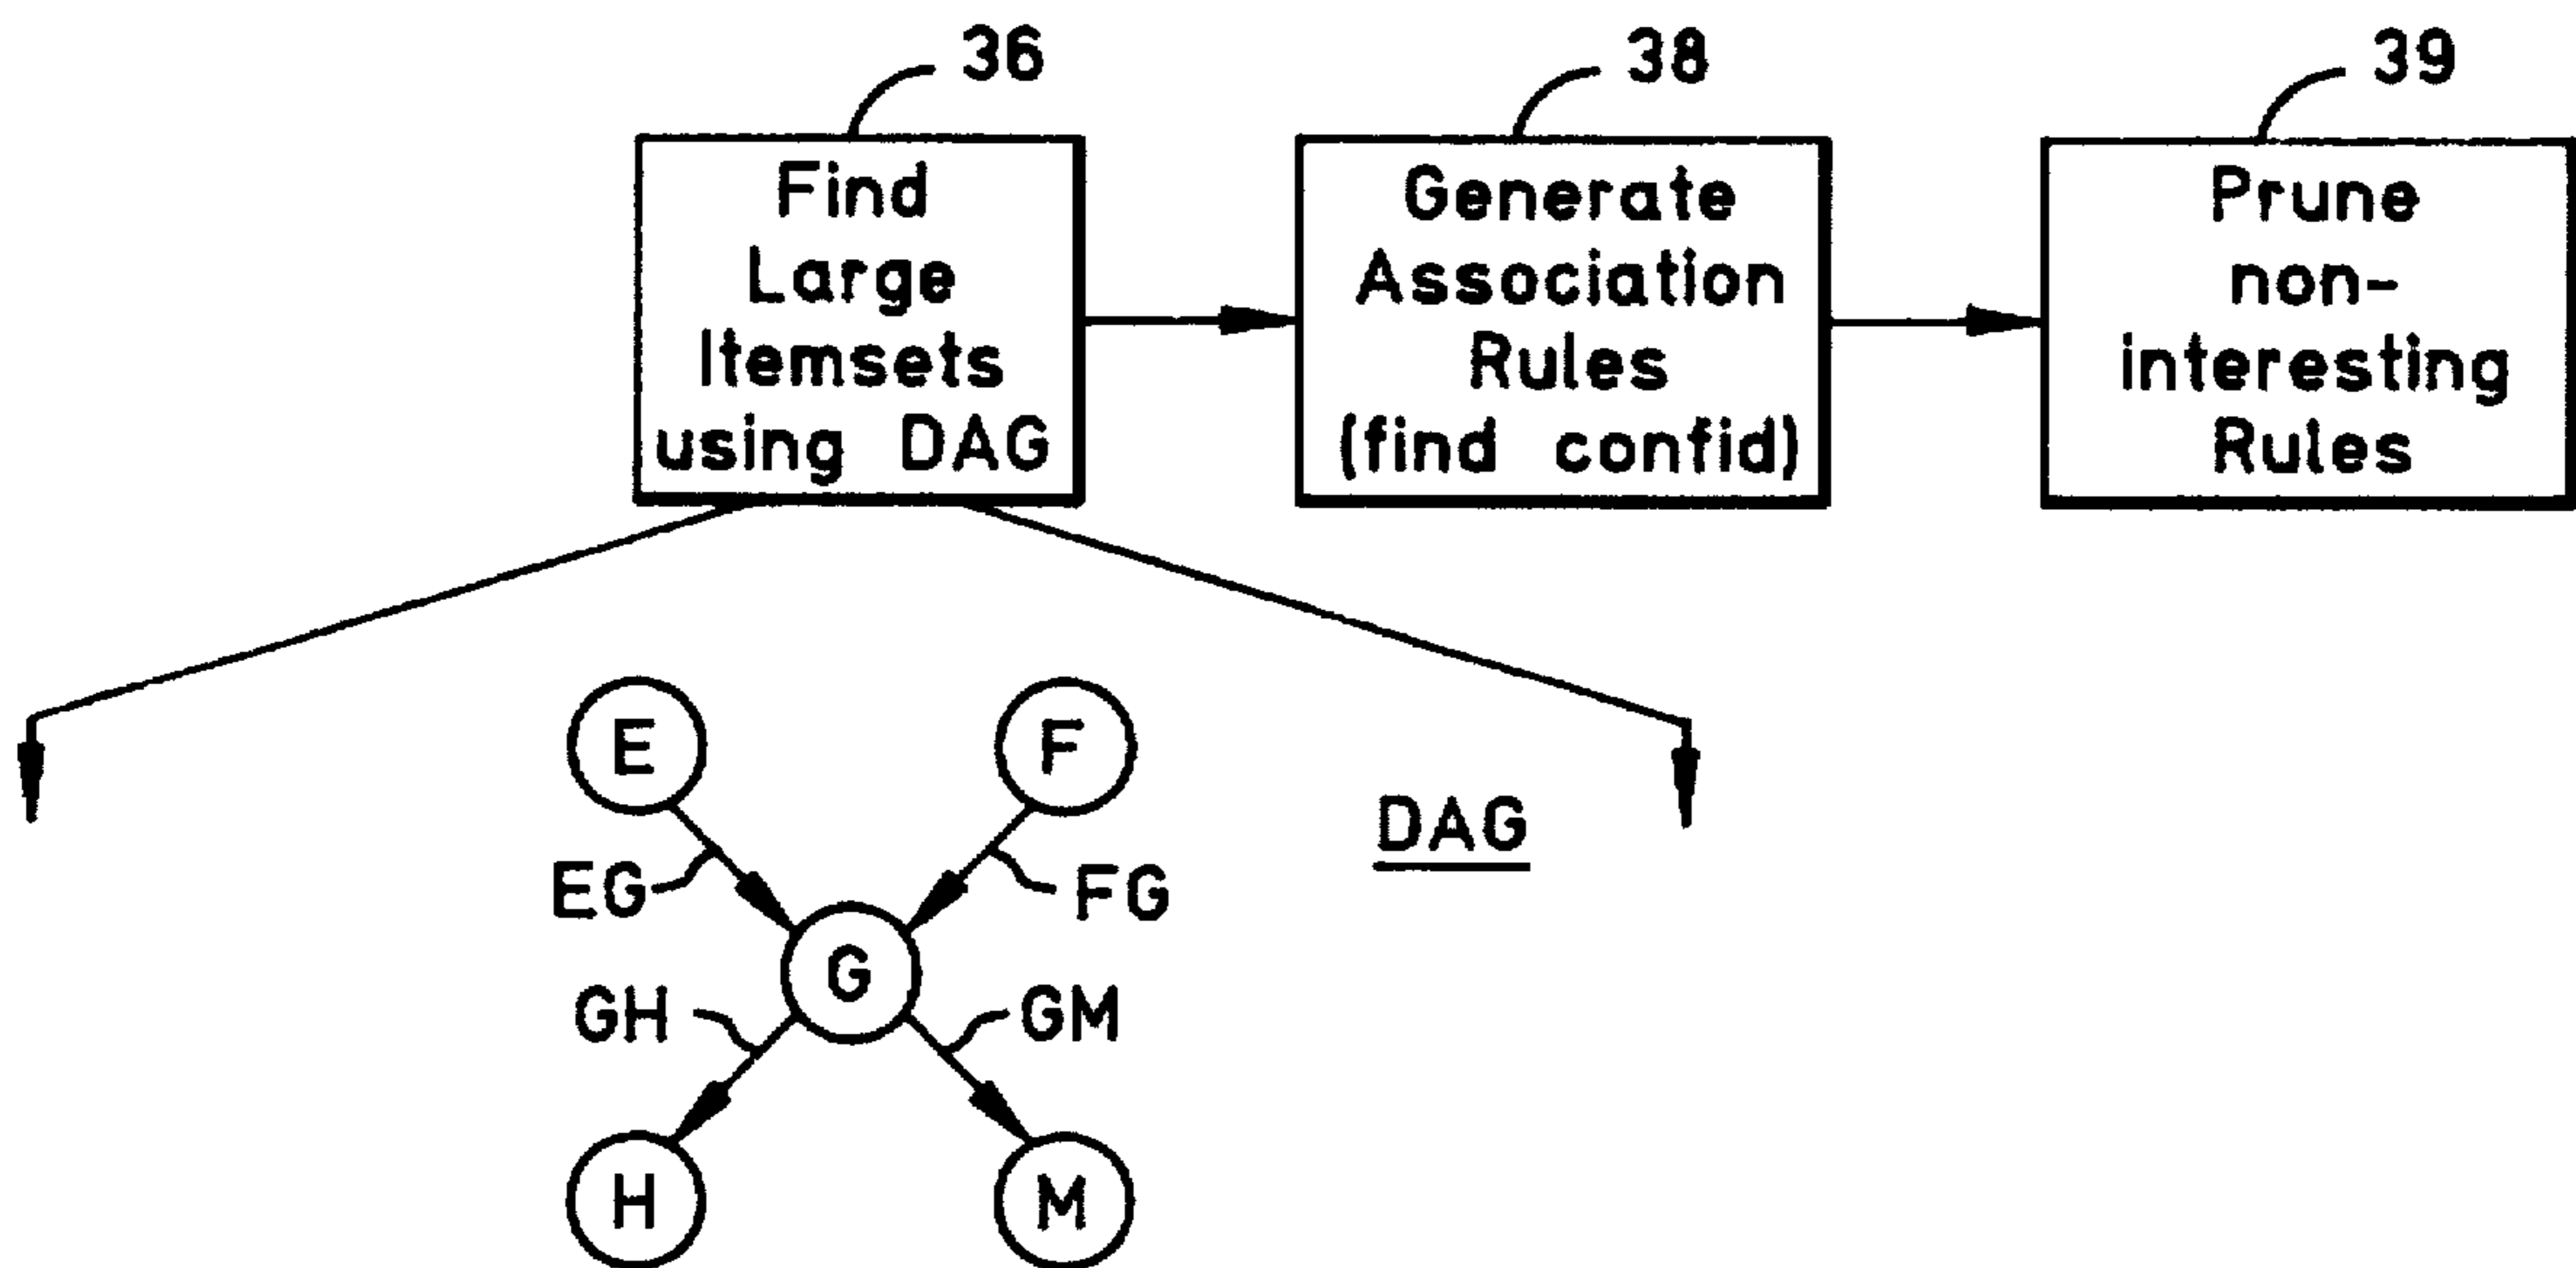 36
38
39
Find
Large
Itemsets
using DAG
Generate
Association
Rules
(find confid)
Prune
non-
interesting
Rules
E
F
DAG
EG
FG
G
GH
GM
H
M